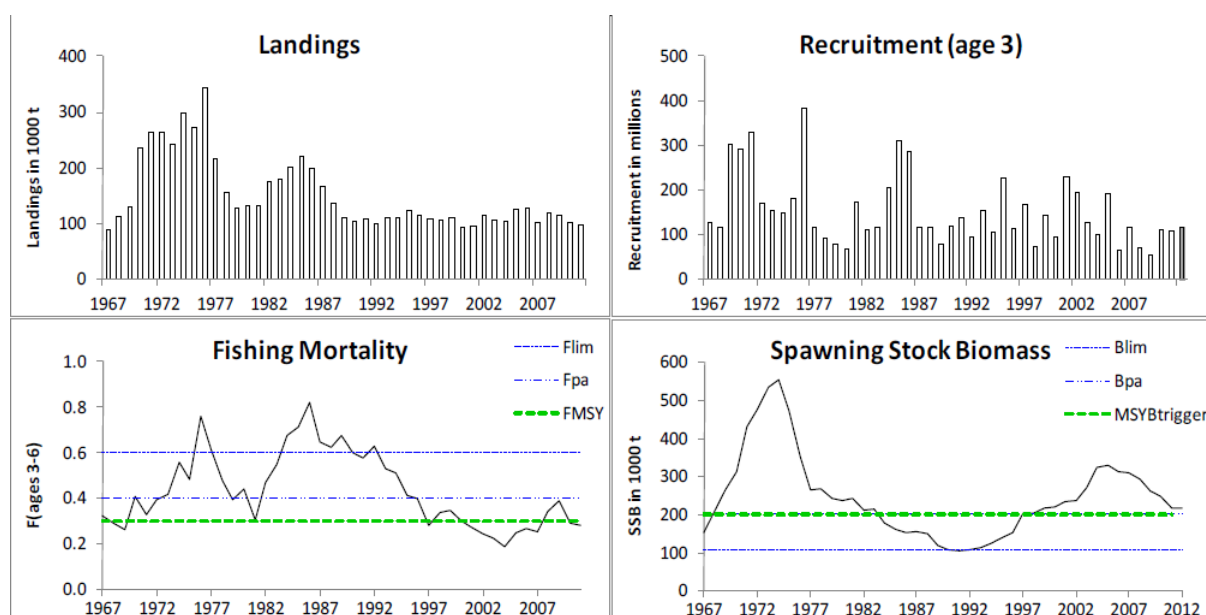 Landings
Landings in 1000 t
400
300
200
100
0
1967 1972 1977 1982 1987 1992 1997 2002 2007
Recruitment (age 3)
Recruitment in millions
500
400
300
200
100
0
1967 1972 1977 1982 1987 1992 1997 2002 2007
Fishing Mortality
Flim
Fpa
FMSY
F(ages 3-6)
1.0
0.8
0.6
0.4
0.2
0.0
1967 1972 1977 1982 1987 1992 1997 2002 2007
Spawning Stock Biomass
Blim
Bpa
MSYBtrigger
SSB in 1000 t
600
500
400
300
200
100
0
1967 1972 1977 1982 1987 1992 1997 2002 2007 2012